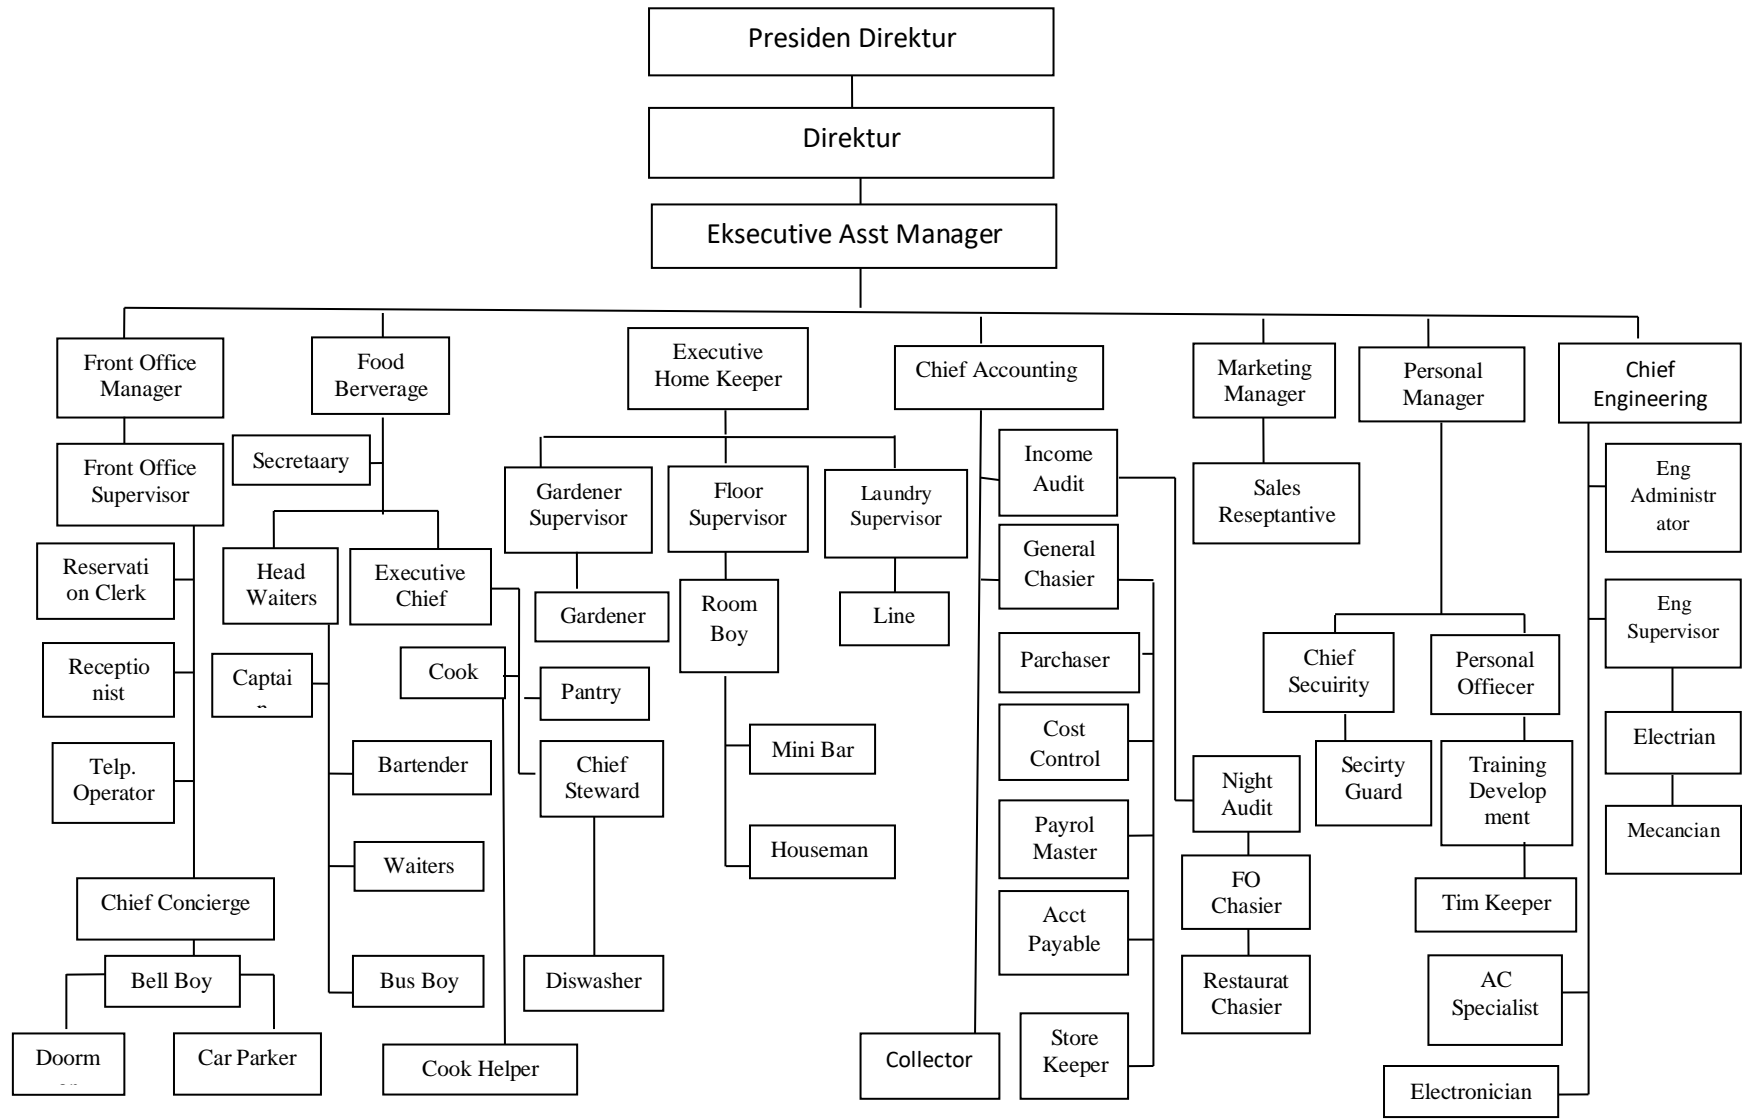 Presiden Direktur
Direktur
Eksecutive Asst Manager
Front Office
Manager
Food
Berverage
Executive
Home Keeper
Chief Accounting
Marketing
Manager
Personal
Manager
Chief
Engineering
Front Office
Supervisor
Secretaary
Gardener
Supervisor
Floor
Supervisor
Laundry
Supervisor
Income
Audit
Sales
Reseptantive
Eng
Administr
ator
Reservati
on Clerk
Head
Waiters
Executive
Chief
General
Chasier
Gardener
Room
Boy
Line
Eng
Supervisor
Receptio
nist
Captai
Cook
Pantry
Parchaser
Chief
Secuirity
Personal
Offiecer
Telp.
Operator
Bartender
Chief
Steward
Mini Bar
Cost
Control
Night
Audit
Secirty
Guard
Training
Develop
ment
Electrian
Waiters
Houseman
Payrol
Master
Mecancian
Chief Concierge
FO
Chasier
Tim Keeper
Acct
Payable
Bell Boy
Bus Boy
Diswasher
Restaurat
Chasier
AC
Specialist
Doorm
Car Parker
Cook Helper
Collector
Store
Keeper
Electronician